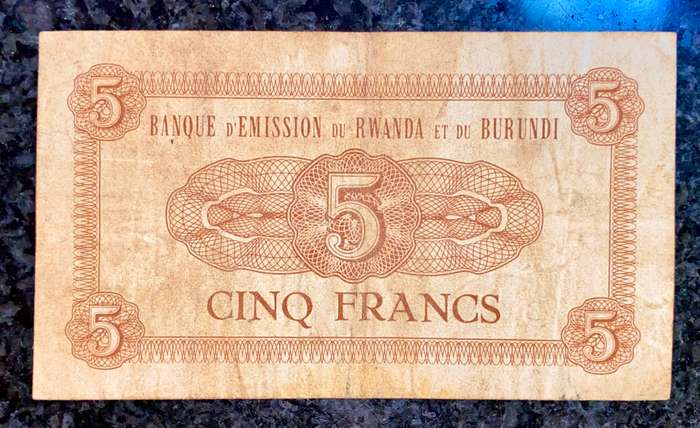 5 5
BANQUE D'EMISSION DU RWANDA ET DU BURUNDI
5
CINQ FRANCS
5 5